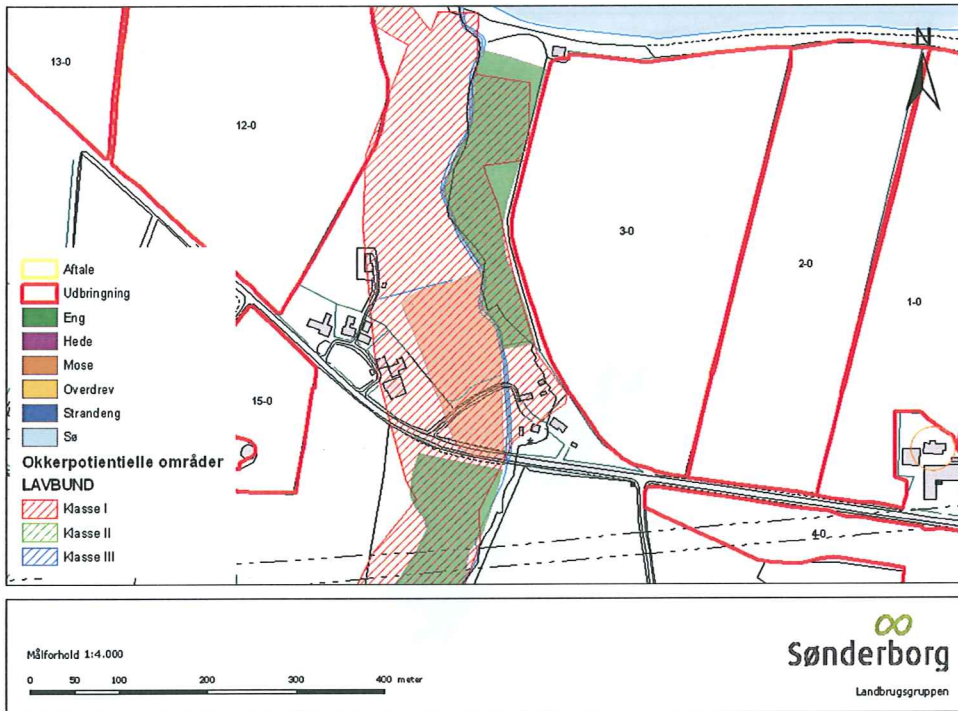 13-0
12-0
N
3-0
2-0
1-0
Aftale
Udbringning
Eng
Hede
Mose
Overdrev
Strandeng
Sø
15-0
Okkerpotientielle områder
LAVBUND
Klasse I
Klasse II
Klasse III
4-0
Målforhold 1:4.000
0 50 100 200 300 400 meter
Sønderborg
Landbrugsgruppen